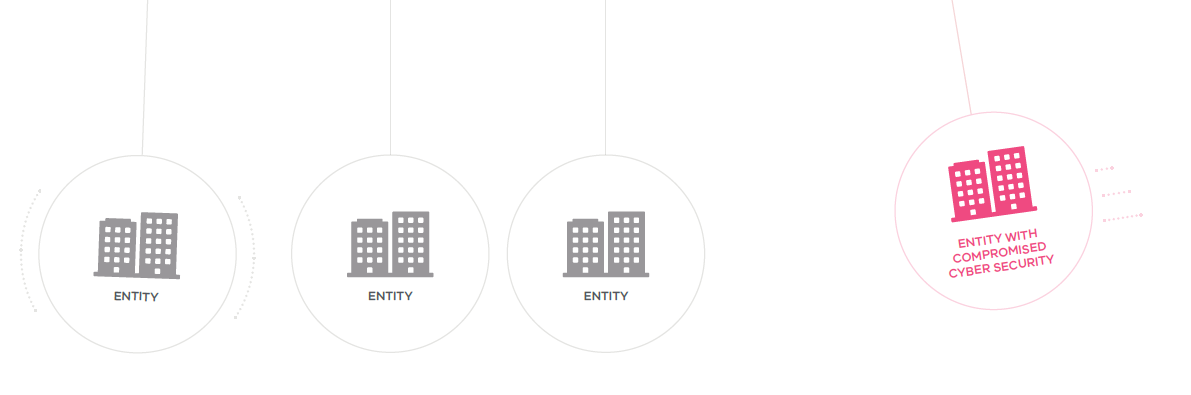 ENTITY
ENTITY
ENTITY
ENTITY WITH
COMPROMISED
CYBER SECURITY